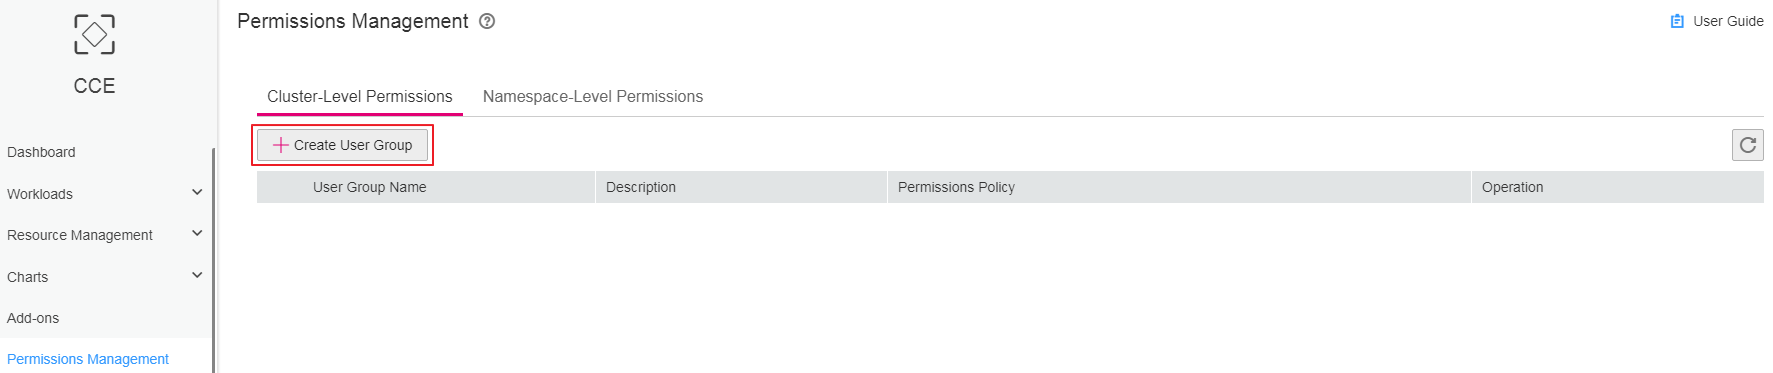 CCE
Dashboard
Workloads
Resource Management
Charts
Add-ons
Permissions Management
Permissions Management
User Guide
Cluster-Level Permissions
Namespace-Level Permissions
Create User Group
User Group Name
Description
Permissions Policy
Operation